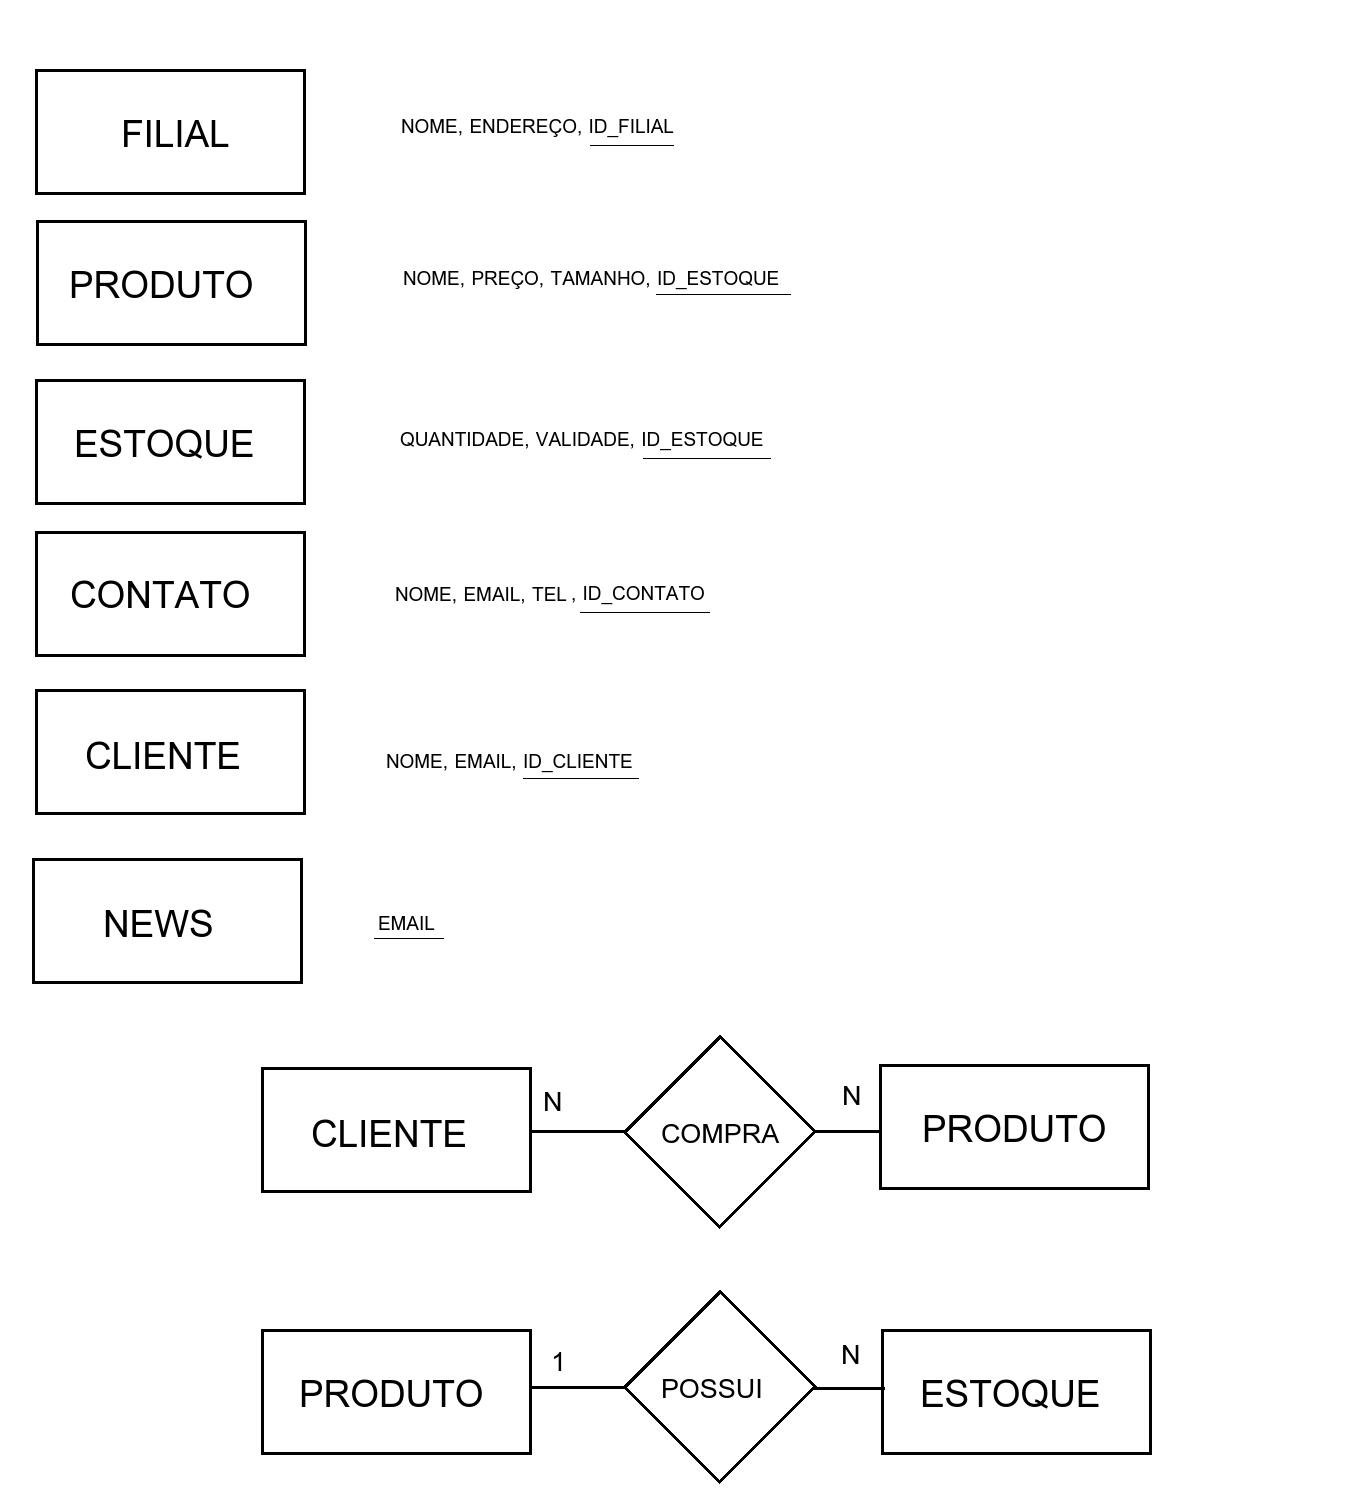 FILIAL
NOME, ENDEREÇO, ID_FILIAL
PRODUTO
NOME, PREÇO, TAMANHO, ID_ESTOQUE
ESTOQUE
QUANTIDADE, VALIDADE, ID_ESTOQUE
CONTATO
NOME, EMAIL, TEL , ID_CONTATO
CLIENTE
NOME, EMAIL, ID_CLIENTE
NEWS
EMAIL
CLIENTE
N
COMPRA
N
PRODUTO
PRODUTO
1
POSSUI
N
ESTOQUE